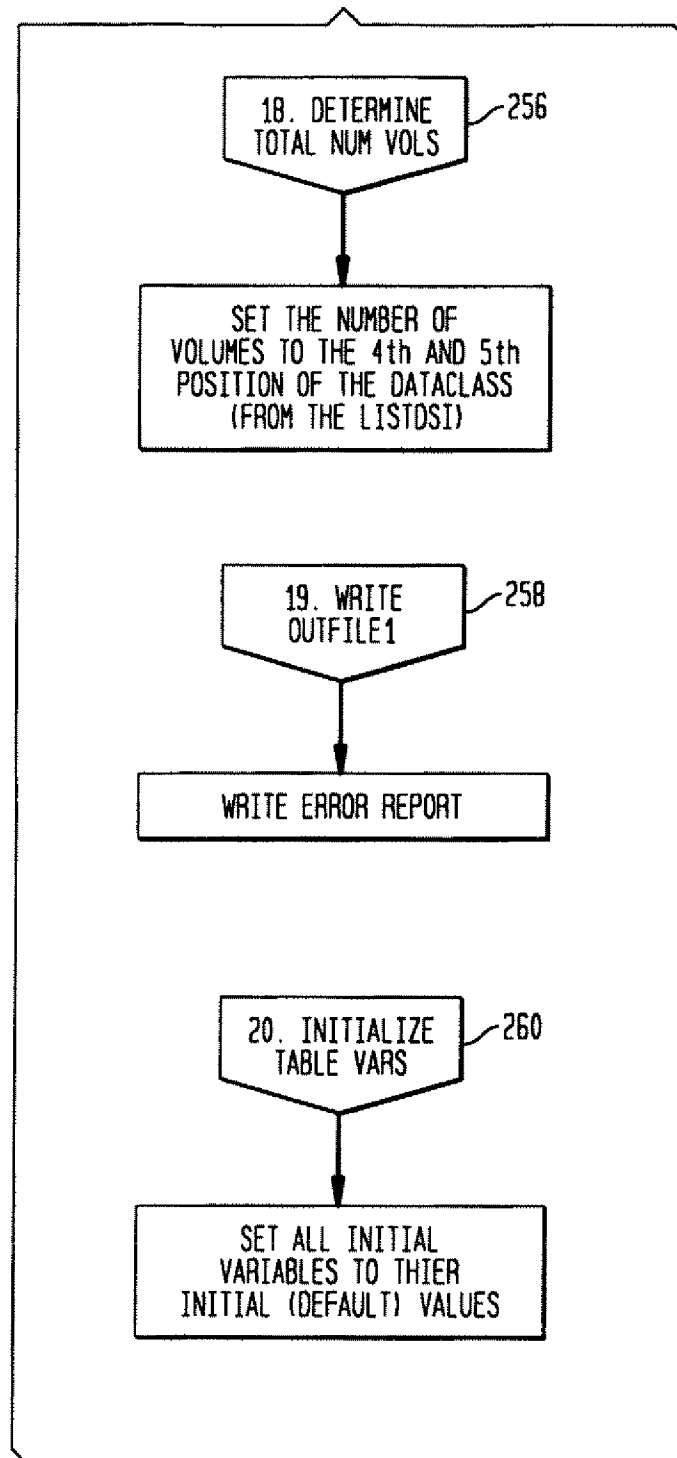 18. DETERMINE
TOTAL NUM VOLS
256
SET THE NUMBER OF
VOLUMES TO THE 4th AND 5th
POSITION OF THE DATACLASS
(FROM THE LISTDSI)
19. WRITE
OUTFILE1
258
WRITE ERROR REPORT
20. INITIALIZE
TABLE VARS
260
SET ALL INITIAL
VARIABLES TO THIER
INITIAL (DEFAULT) VALUES